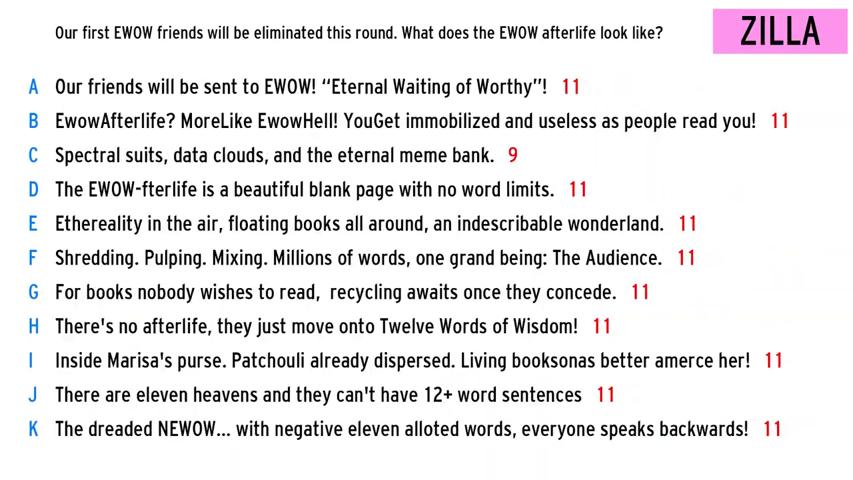 Our first EWOW friends will be eliminated this round. What does the EWOW afterlife look like?
ZILLA
A Our friends will be sent to EWOW! “Eternal Waiting of Worthy”! 11
B EwowAfterlife? MoreLike EwowHell! YouGet immobilized and useless as people read you! 11
C Spectral suits, data clouds, and the eternal meme bank. 9
D The EWOW-fterlife is a beautiful blank page with no word limits. 11
E Ethereality in the air, floating books all around, an indescribable wonderland. 11
F Shredding. Pulping. Mixing. Millions of words, one grand being: The Audience. 11
G For books nobody wishes to read,  recycling awaits once they concede. 11
H There's no afterlife, they just move onto Twelve Words of Wisdom! 11
I Inside Marisa's purse. Patchouli already dispersed. Living booksonas better amerce her! 11
J There are eleven heavens and they can't have 12+ word sentences 11
K The dreaded NEWOW... with negative eleven alloted words, everyone speaks backwards! 11